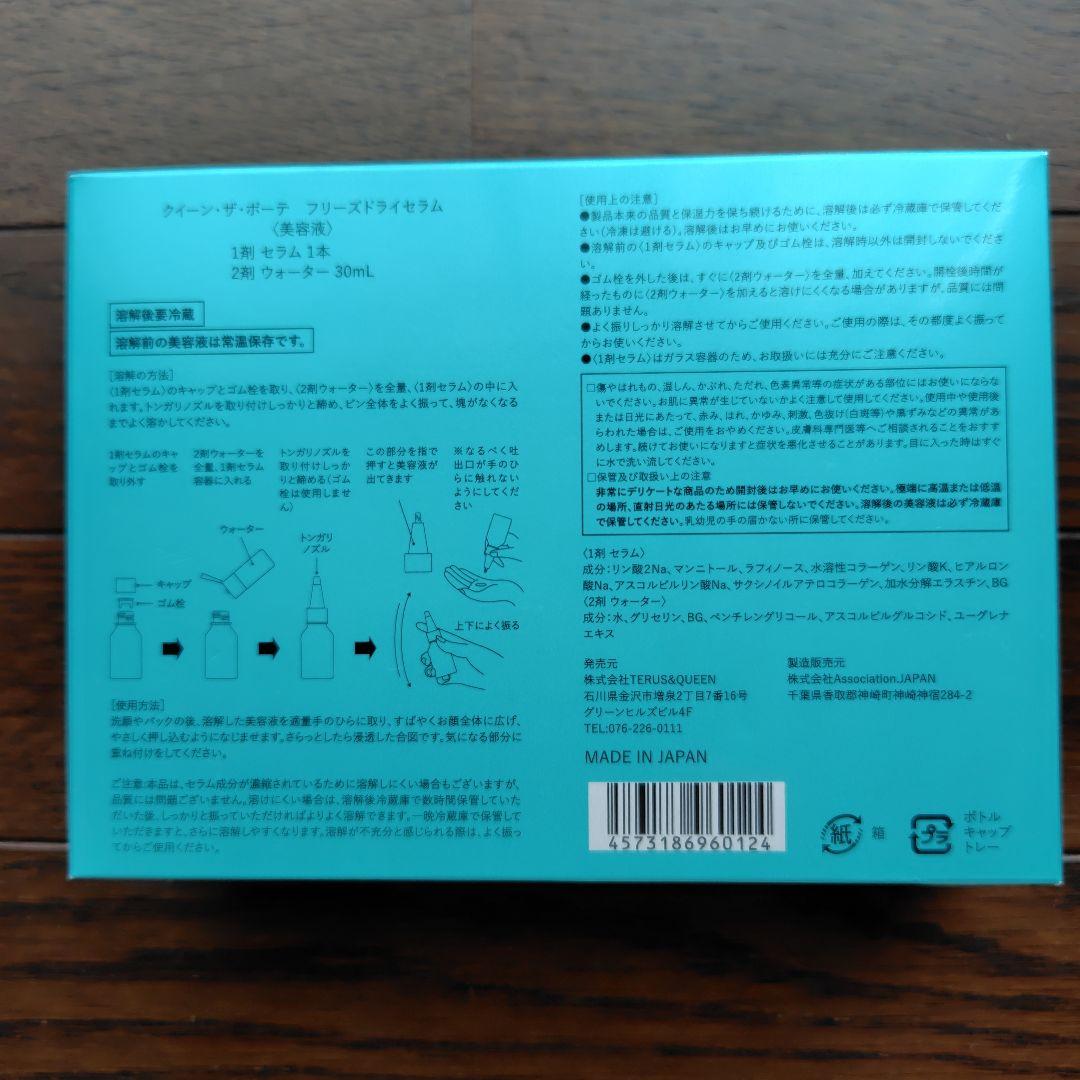 クイーン・ザ・ボーテ　フリーズドライセラム
〈美容液〉
1剤 セラム 1本
2剤 ウォーター 30mL
溶解後要冷蔵
溶解前の美容液は常温保存です。
[溶解の方法]
〈1剤セラム〉のキャップとゴム栓を取り、〈2剤ウォーター〉を全量、〈1剤セラム〉の中に入
れます。トンガリノズルを取り付けしっかりと締め、ビン全体をよく振って、塊がなくなる
までよく溶かしてください。
1剤セラムのキャ
ップとゴム栓を
取り外す
2剤ウォーターを
全量、1剤セラム
容器に入れる
トンガリノズルを
取り付けしっか
りと締める（ゴム
栓は使用しませ
ん）
この部分を指で
押すと美容液が
出てきます
※なるべく吐
出口が手のひ
らに触れない
ようにしてくだ
さい
ウォーター
トンガリ
ノズル
キャップ
ゴム栓
上下によく振る
[使用方法]
洗顔やパックの後、溶解した美容液を適量手のひらに取り、すばやくお顔全体に広げ、
やさしく押し込むようになじませます。さらっとしたら浸透した合図です。気になる部分に
重ね付けをしてください。
ご注意:本品は、セラム成分が濃縮されているために溶解しにくい場合もございますが、
品質には問題ございません。溶けにくい場合は、溶解後冷蔵庫で数時間保管していた
だいた後、しっかりと振っていただければよりよく溶解できます。一晩冷蔵庫で保管して
いただきますと、さらに溶解しやすくなります。溶解が不充分と感じられる際は、よく振っ
てからご使用ください。
[使用上の注意]
●製品本来の品質と保湿力を保ち続けるために、溶解後は必ず冷蔵庫で保管してくだ
さい（冷凍は避ける）。溶解後はお早めにお使いください。
●溶解前の〈1剤セラム〉のキャップ及びゴム栓は、溶解時以外は開封しないでくださ
い。
●ゴム栓を外した後は、すぐに〈2剤ウォーター〉を全量、加えてください。開栓後時間が
経ったものに〈2剤ウォーター〉を加えると溶けにくくなる場合がありますが、品質には問
題ありません。
●よく振りしっかり溶解させてからご使用ください。ご使用の際は、その都度よく振って
からお使いください。
●〈1剤セラム〉はガラス容器のため、お取扱いには充分にご注意ください。
□傷やはれもの、湿しん、かぶれ、ただれ、色素異常等の症状がある部位にはお使いにならな
いでください。お肌に異常が生じていないかよく注意して使用してください。使用中や使用後
または日光にあたって、赤み、はれ、かゆみ、刺激、色抜け(白斑等)や黒ずみなどの異常があ
らわれた場合は、ご使用をおやめください。皮膚科専門医等へご相談されることをおすす
めします。続けてお使いになりますと症状を悪化させることがあります。目に入った時はすぐ
に水で洗い流してください。
□保管及び取扱い上の注意
非常にデリケートな商品のため開封後はお早めにお使いください。極端に高温または低温
の場所、直射日光のあたる場所には保管しないでください。溶解後の美容液は必ず冷蔵庫
で保管してください。乳幼児の手の届かない所に保管してください。
〈1剤 セラム〉
成分：リン酸2Na、マンニトール、ラフィノース、水溶性コラーゲン、リン酸K、ヒアルロン
酸Na、アスコルビルリン酸Na、サクシノイルアテロコラーゲン、加水分解エラスチン、BG
〈2剤 ウォーター〉
成分：水、グリセリン、BG、ペンチレングリコール、アスコルビルグルコシド、ユーグレナ
エキス
発売元
株式会社TERUS&QUEEN
石川県金沢市増泉2丁目7番16号
グリーンヒルズビル4F
TEL:076-226-0111
製造販売元
株式会社Association.JAPAN
千葉県香取郡神崎町神崎神宿284-2
MADE IN JAPAN
4573186960124
紙 箱
プラ
ボトル
キャップ
トレー